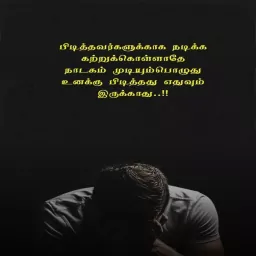 பிடித்தவர்களுக்காக நடிக்க
கற்றுக்கொள்ளாதே
நாடகம் முடியும்பொழுது
உனக்கு பிடித்தது எதுவும்
இருக்காது..!!